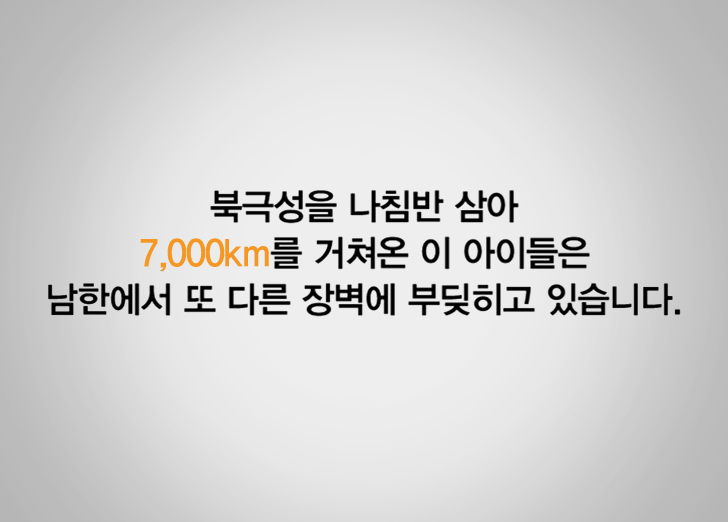 북극성을 나침반 삼아
7,000km를 거쳐온 이 아이들은
남한에서 또 다른 장벽에 부딪히고 있습니다.